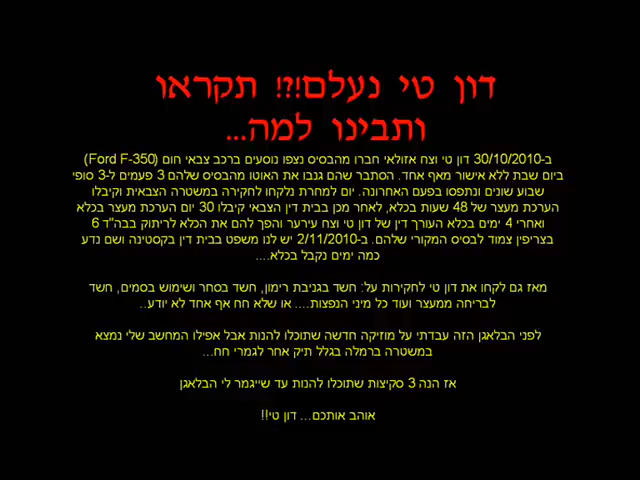 דון טי נעלם!?! תקראו
ותבינו למה...
ב-30/10/2010 דון טי וצח אזולאי חברו מהבסיס נצפו נוסעים ברכב צבאי חום (Ford F-350)
ביום שבת ללא אישור מאף אחד. הסתבר שהם גנבו את האוטו מהבסיס שלהם 3 פעמים ל-3 סופי
שבוע שונים ונתפסו בפעם האחרונה. יום למחרת נלקחו לחקירה במשטרה הצבאית וקיבלו
הערכת מעצר של 48 שעות בכלא, לאחר מכן בבית דין הצבאי קיבלו 30 יום הערכת מעצר בכלא
ואחרי 4 ימים בכלא העורך דין של דון טי וצח עירער והפך להם את הכלא לריתוק בבה"ד 6
בצריפין צמוד לבסיס המקורי שלהם. ב-2/11/2010 יש לנו משפט בבית דין בקסטינה ושם נדע
כמה ימים נקבל בכלא....
מאז גם לקחו את דון טי לחקירות על: חשד בגניבת רימון, חשד בסחר ושימוש בסמים, חשד
לבריחה ממעצר ועוד כל מיני הנפצות.... או שלא חח אף אחד לא יודע..
לפני הבלאגן הזה עבדתי על מוזיקה חדשה שתוכלו להנות אבל אפילו המחשב שלי נמצא
במשטרה ברמלה בגלל תיק אחר לגמרי חח...
אז הנה 3 סקיצות שתוכלו להנות עד שייגמר לי הבלאגן
אוהב אותכם... דון טי!!